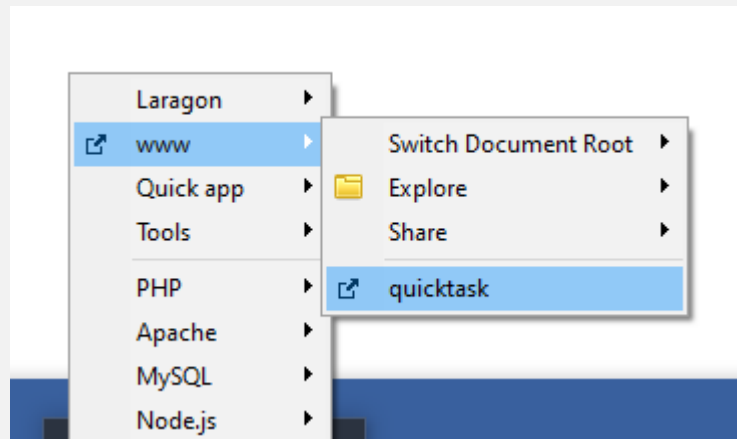 Laragon
www
Quick app
Tools
PHP
Apache
MySQL
Node.js
Switch Document Root
Explore
Share
quicktask